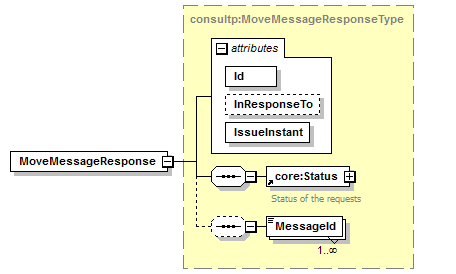 consultp:MoveMessageResponseType
attributes
Id
InResponseTo
IssueInstant
MoveMessageResponse
core:Status
Status of the requests
MessageId
1..∞